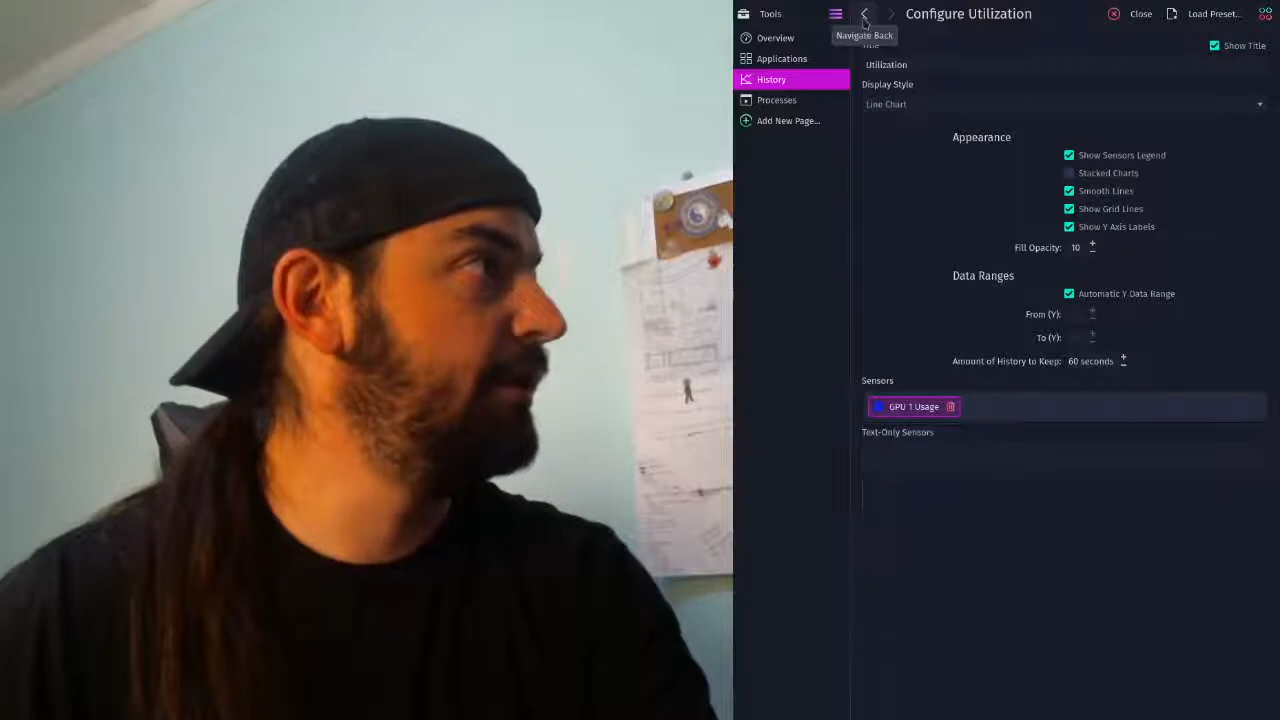 Tools
Configure Utilization
Close
Load Preset...
Overview
Navigate Back
Show Title
Applications
Utilization
History
Display Style
Processes
Line Chart
Add New Page...
Appearance
Show Sensors Legend
Stacked Charts
Smooth Lines
Show Grid Lines
Show Y Axis Labels
Fill Opacity: 10
Data Ranges
Automatic Y Data Range
From (Y):
To (Y):
Amount of History to Keep: 60 seconds
Sensors
GPU 1 Usage
Text-Only Sensors